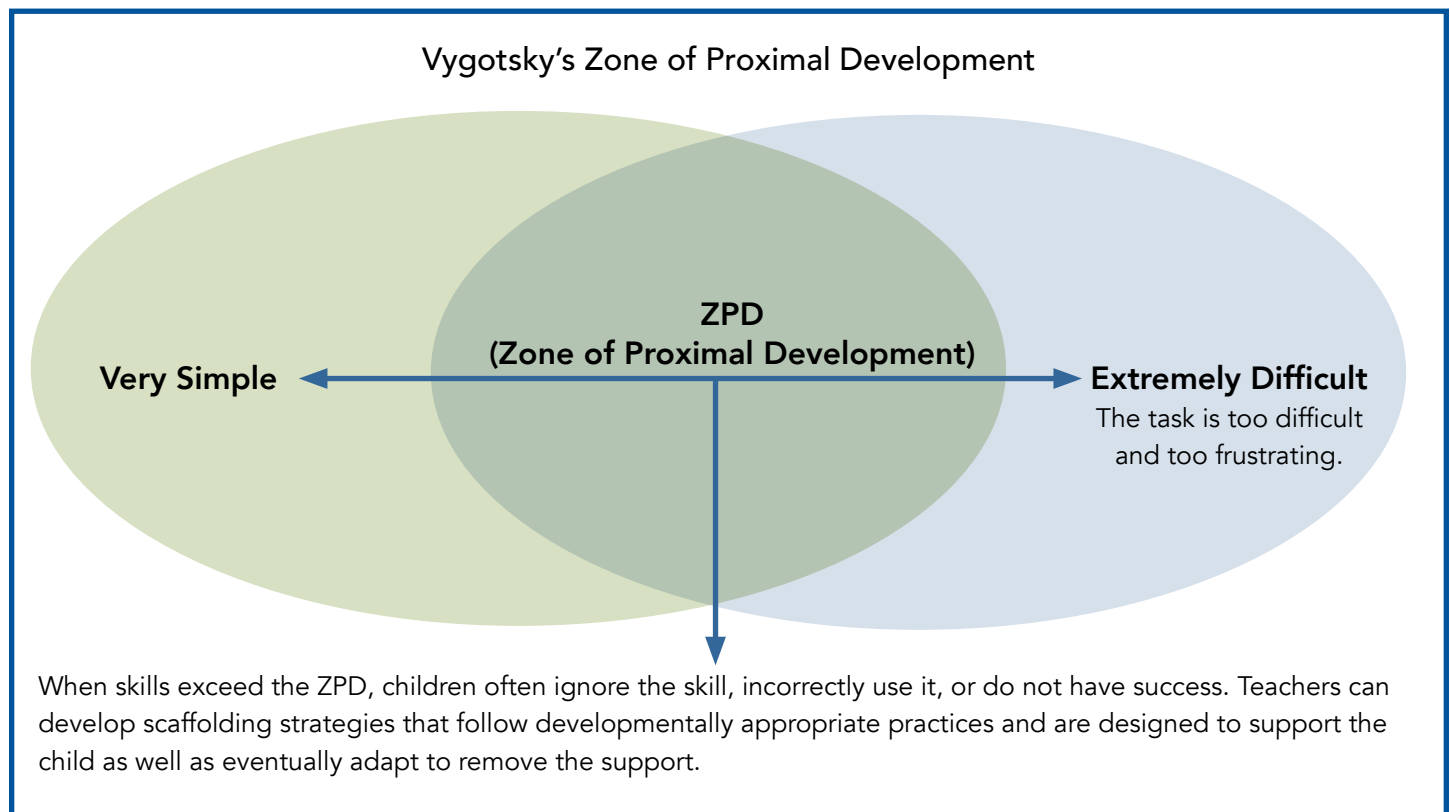 Vygotsky’s Zone of Proximal Development
ZPD
(Zone of Proximal Development)
Very Simple
Extremely Difficult
The task is too difficult
and too frustrating.
When skills exceed the ZPD, children often ignore the skill, incorrectly use it, or do not have success. Teachers can
develop scaffolding strategies that follow developmentally appropriate practices and are designed to support the
child as well as eventually adapt to remove the support.